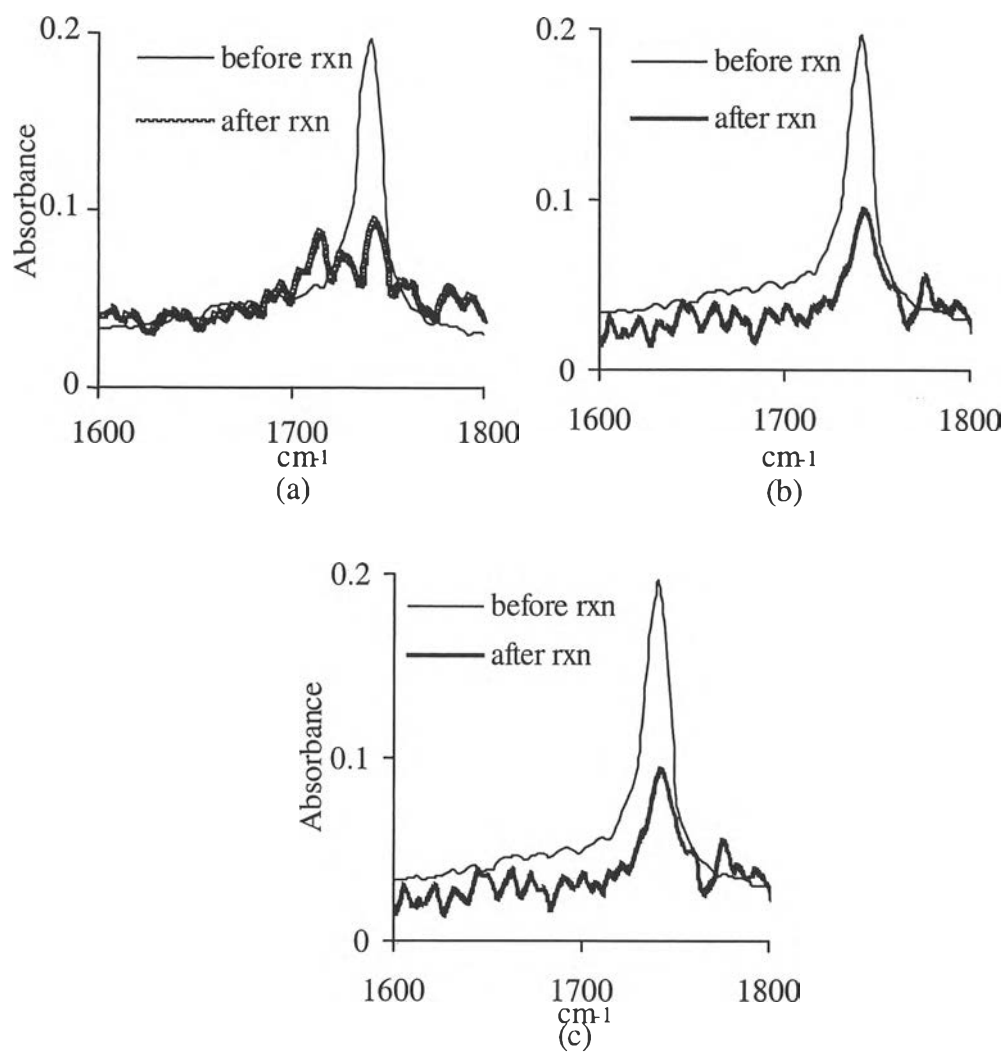 0.2
before rxn
after rxn
0.1
Absorbance
0
1600
1700
1800
cm-1
(a)
0.2
before rxn
after rxn
0.1
0
1600
1700
1800
cm-1
(b)
0.2
before rxn
after rxn
0.1
Absorbance
0
1600
1700
1800
cm-1
(c)